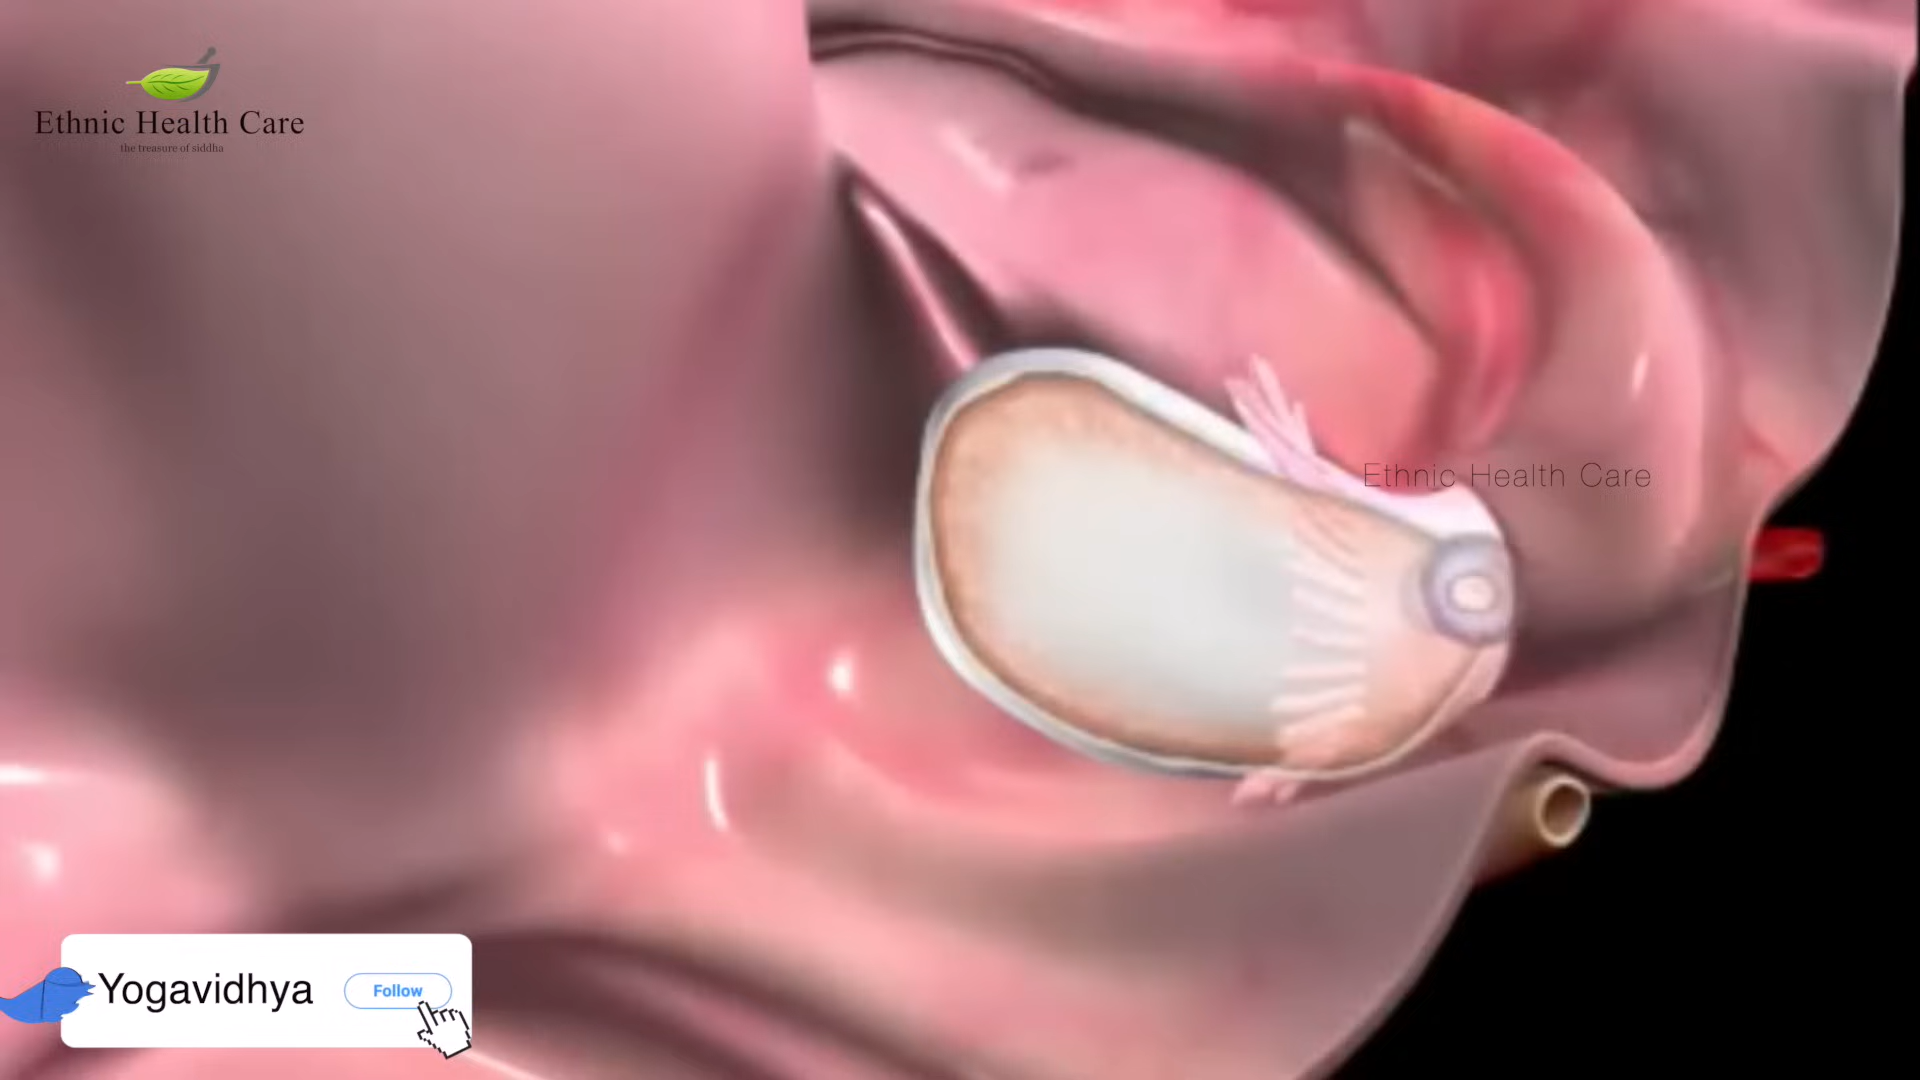 Ethnic Health Care
the treasure of siddha
Ethnic Health Care
Yogavidhya
Follow